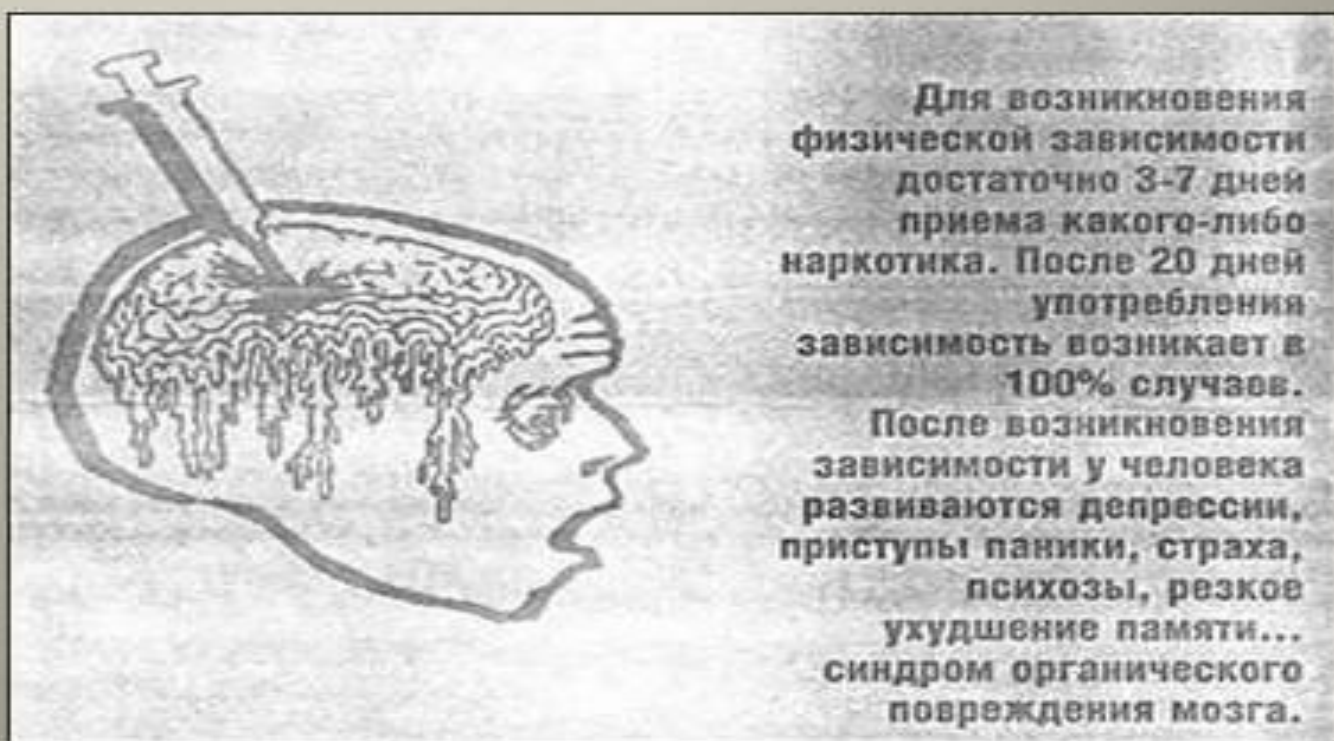 Для возникновения
физической зависимости
достаточно 3-7 дней
приема какого-либо
наркотика. После 20 дней
употребления
зависимость возникает в
100% случаев.
После возникновения
зависимости у человека
развиваются депрессии,
приступы паники, страха,
психозы, резкое
ухудшение памяти...
синдром органического
повреждения мозга.